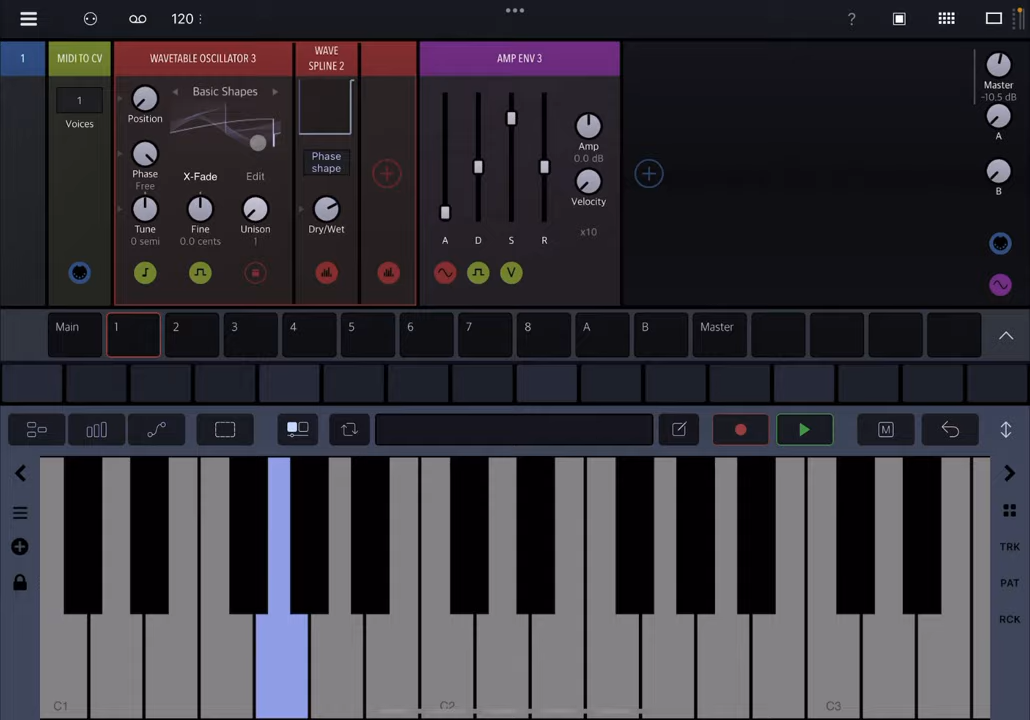 120
?
1
MIDI TO CV
WAVETABLE OSCILLATOR 3
WAVE
SPLINE 2
AMP ENV 3
1
Voices
Position
Basic Shapes
Phase
Free
X-Fade
Edit
Tune
0 semi
Fine
0.0 cents
Unison
1
Phase
shape
Dry/Wet
A
D
S
R
Amp
0.0 dB
Velocity
x10
V
Master
-10.5 dB
A
B
Main
1
2
3
4
5
6
7
8
A
B
Master
M
TRK
PAT
RCK
C1
C2
C3